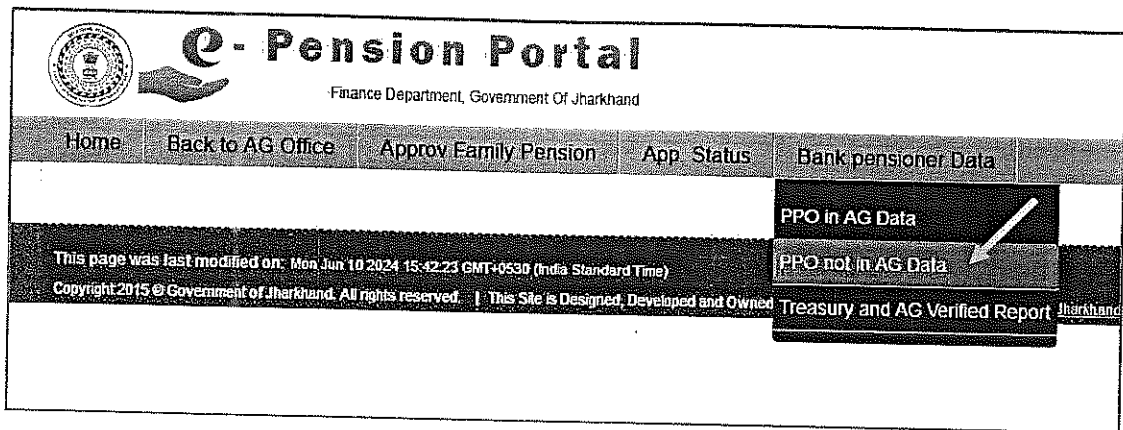 e - Pension Portal
Finance Department, Government Of Jharkhand
Home Back to AG Office Approv Family Pension App Status Bank pensioner Data
PPO in AG Data
PPO not in AG Data
Treasury and AG Verified Report
This page was last modified on: Mon Jun 10 2024 15:42:23 GMT+0530 (India Standard Time)
Copyright 2015 © Government of Jharkhand. All rights reserved. | This Site is Designed, Developed and Owned Jharkhand